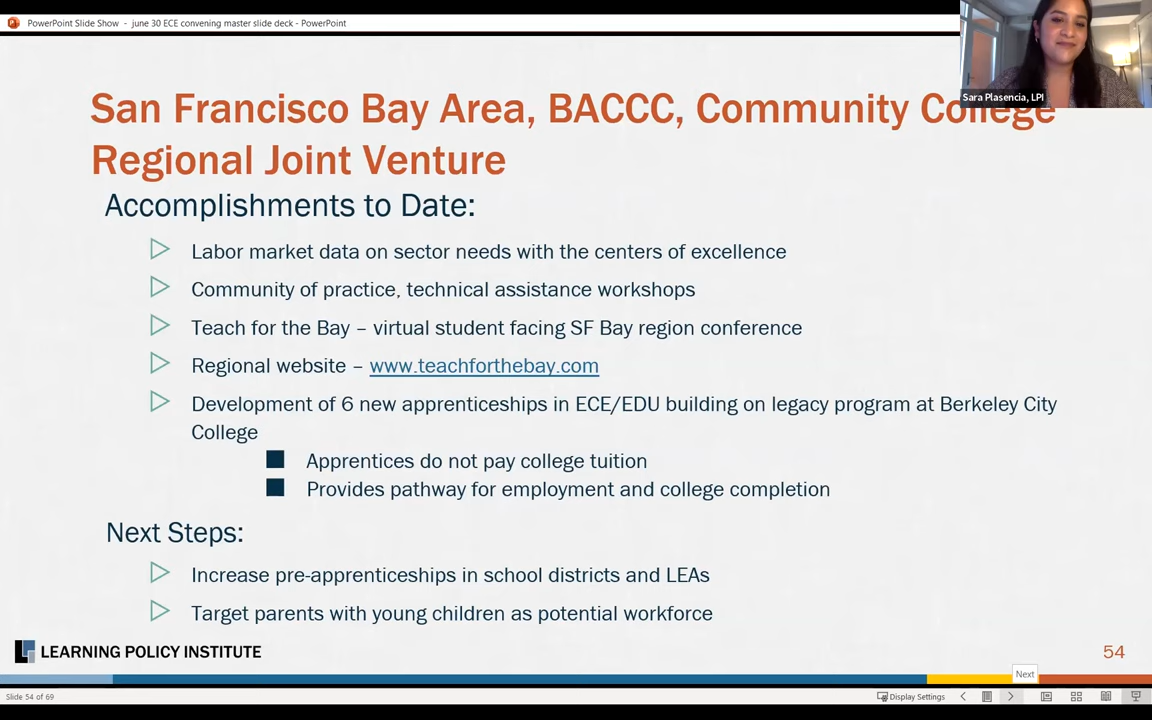 PowerPoint Slide Show - june 30 ECE convening master slide deck - PowerPoint
Sara Plasencia, LPI
San Francisco Bay Area, BACCC, Community College
Regional Joint Venture
Accomplishments to Date:
Labor market data on sector needs with the centers of excellence
Community of practice, technical assistance workshops
Teach for the Bay – virtual student facing SF Bay region conference
Regional website – www.teachforthebay.com
Development of 6 new apprenticeships in ECE/EDU building on legacy program at Berkeley City
College
Apprentices do not pay college tuition
Provides pathway for employment and college completion
Next Steps:
Increase pre-apprenticeships in school districts and LEAs
Target parents with young children as potential workforce
LEARNING POLICY INSTITUTE
54
Next
Slide 54 of 69
Display Settings